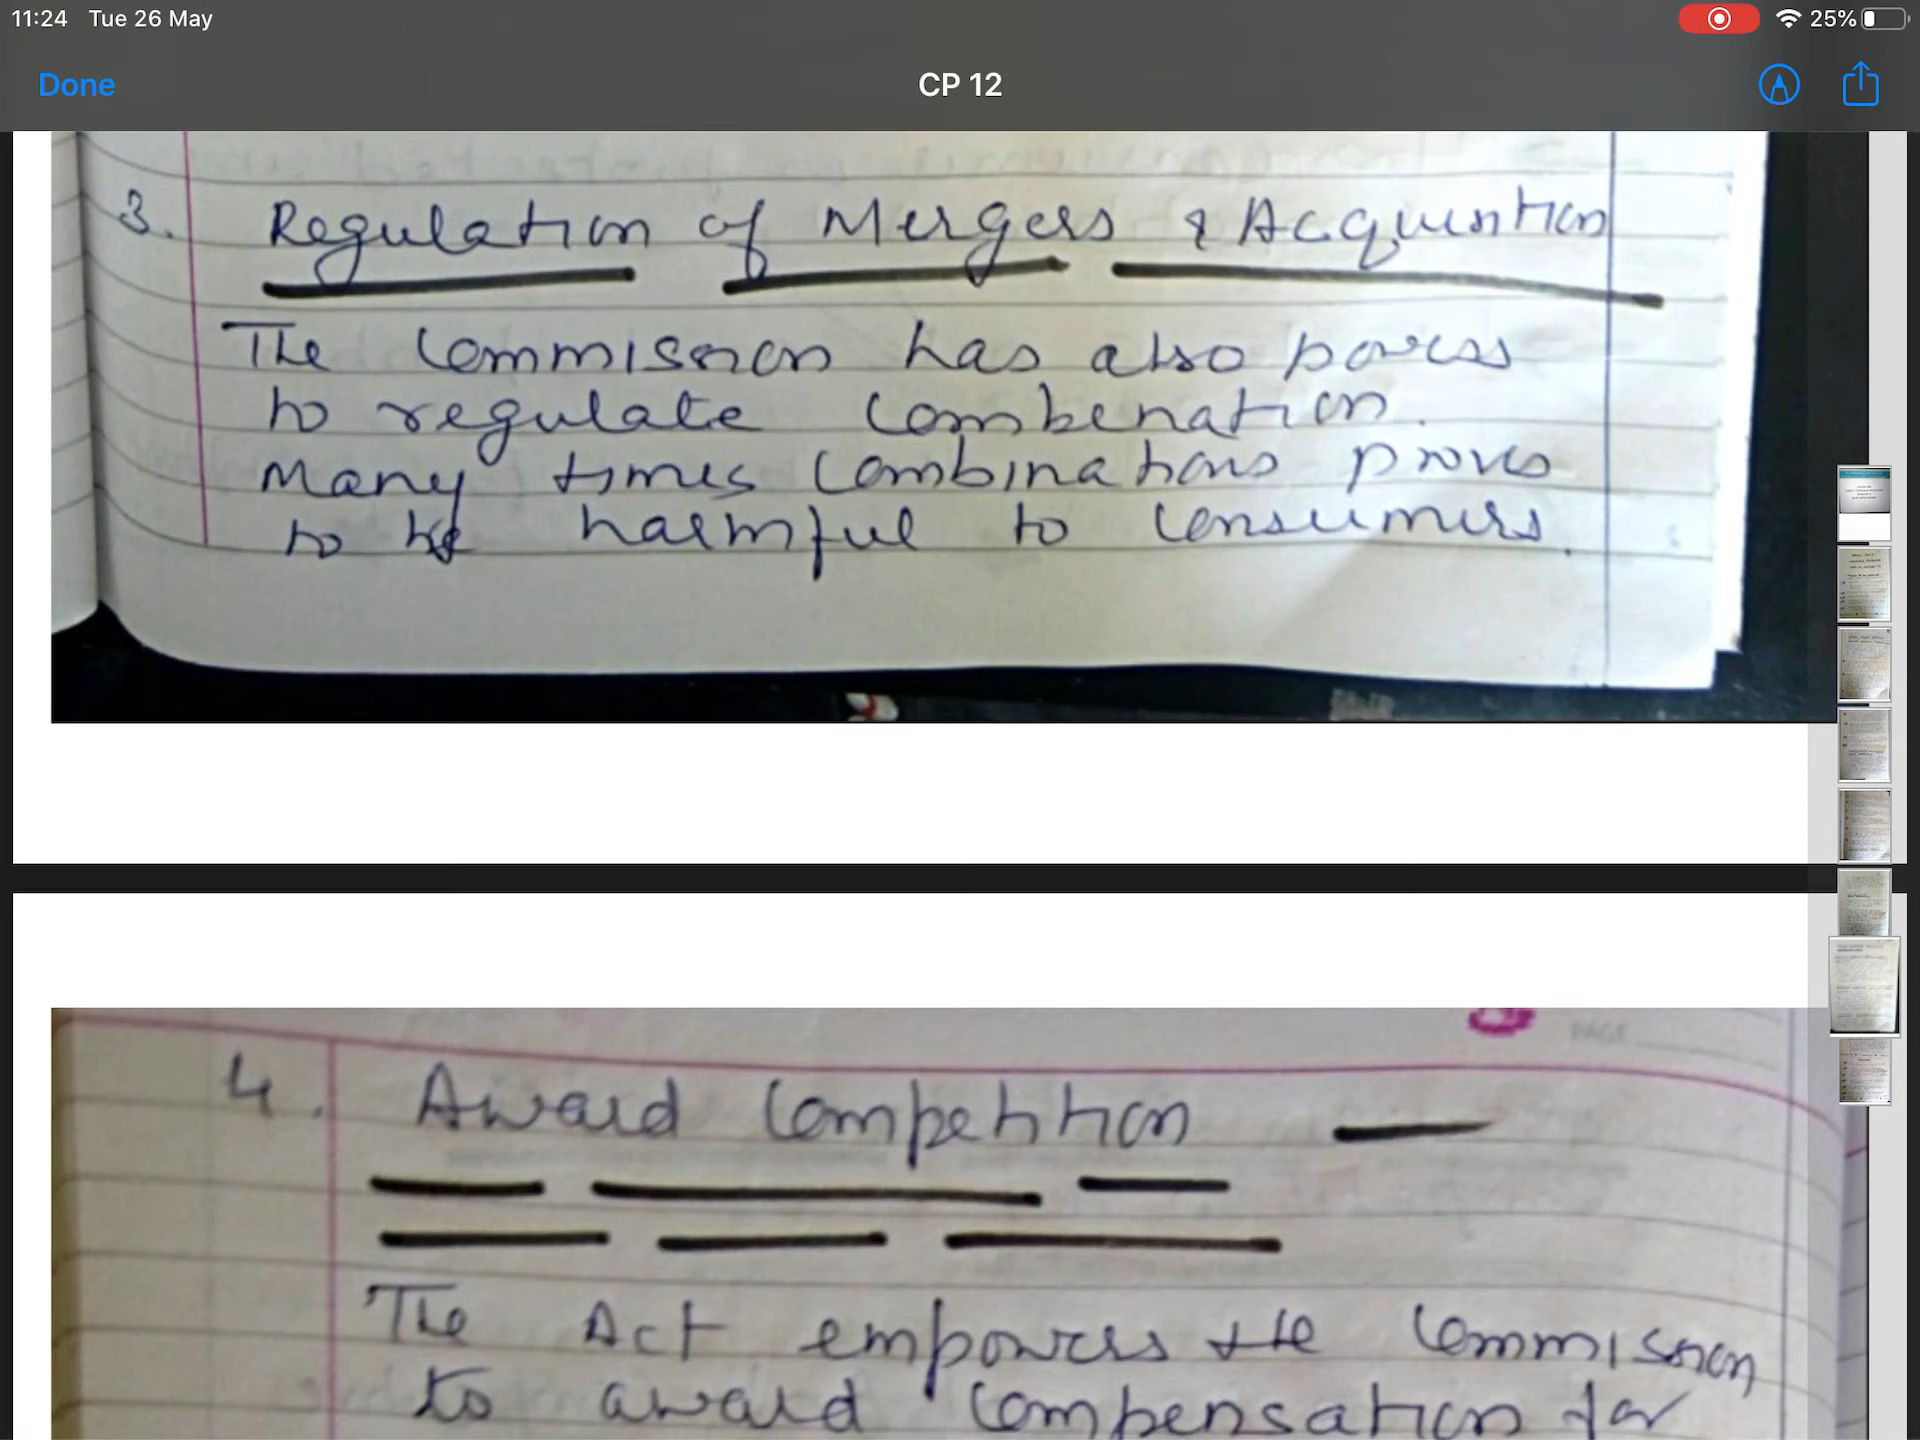 11:24 Tue 26 May
25%
Done
CP 12
3. Regulation of Mergers & Acquisition
The Commission has also powers
to regulate Combenation.
Many times Combinations proves
to be harmful to Consumers.
PAGE
4. Award Competition —
The Act empowers the Commission
to award Compensation for